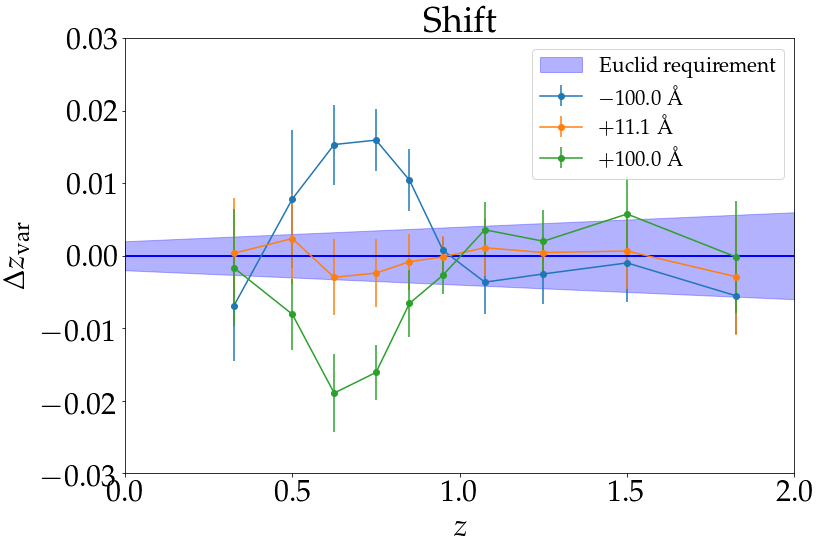 Shift
0.03
0.02
0.01
0.00
−0.01
−0.02
−0.03
Δz_var
0.0
0.5
1.0
1.5
2.0
z
Euclid requirement
−100.0 Å
+11.1 Å
+100.0 Å